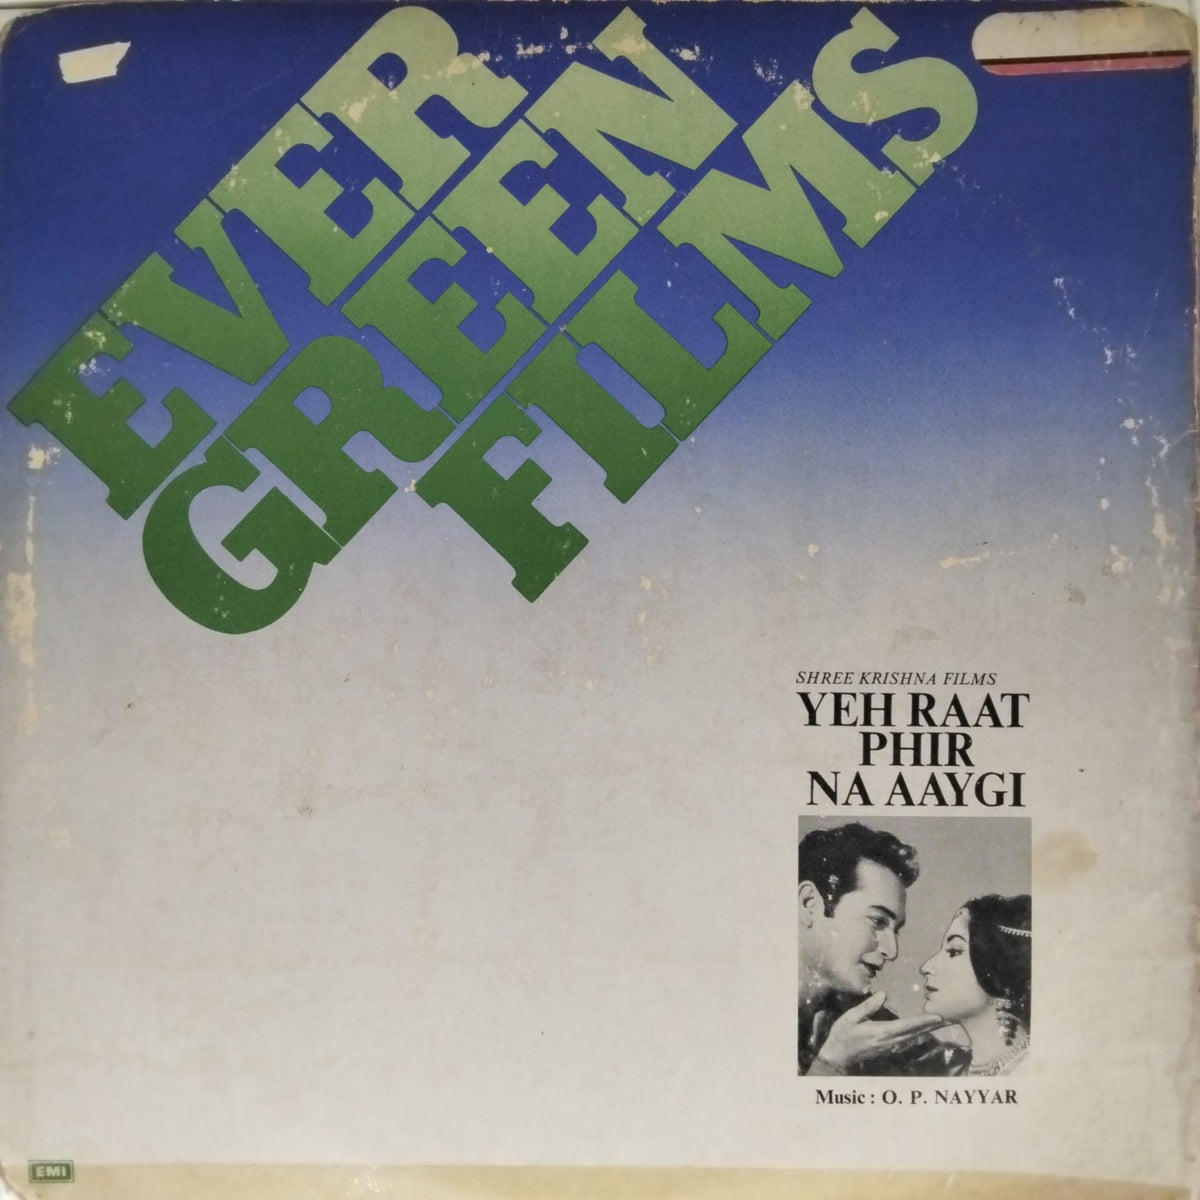 EVER
GREEN
FILMS
SHREE KRISHNA FILMS
YEH RAAT
PHIR
NA AAYGI
Music : O. P. NAYYAR
EMI